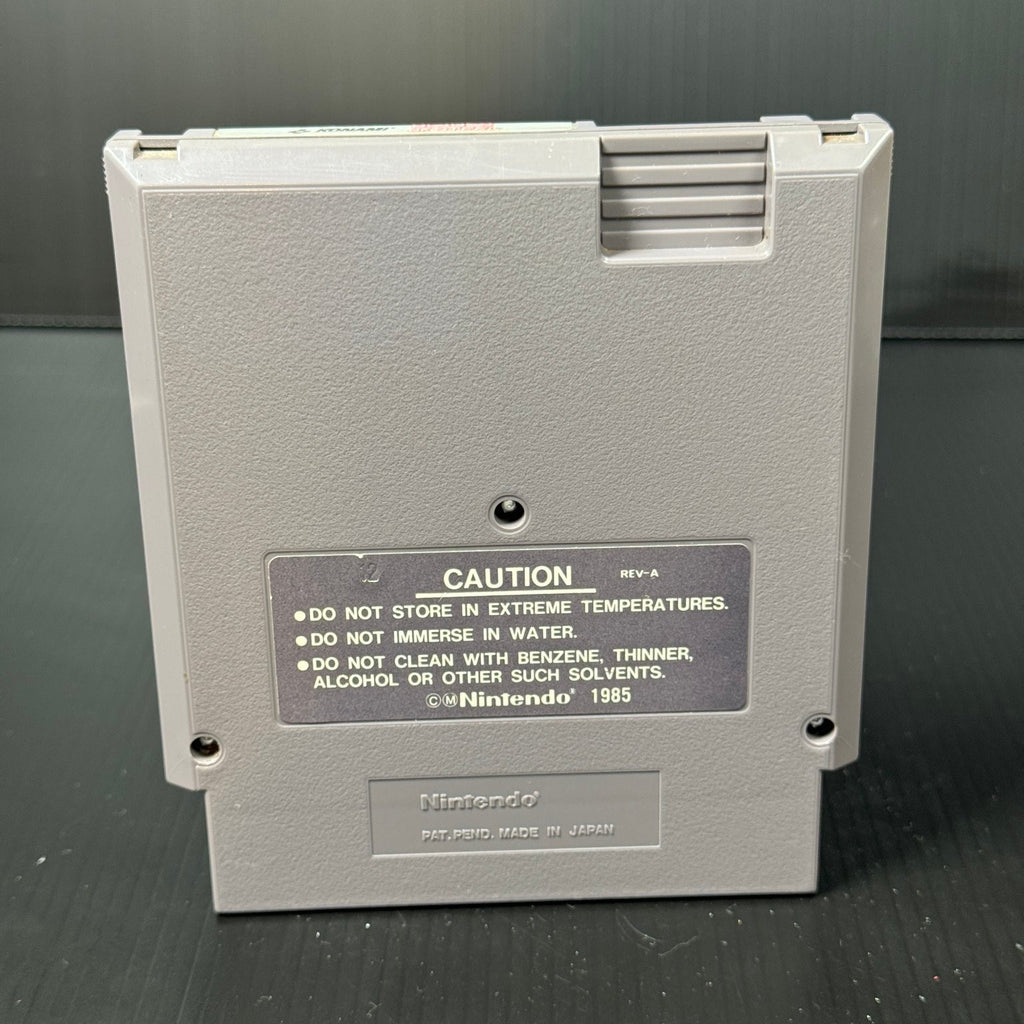 KONAMI
12
CAUTION REV-A
●DO NOT STORE IN EXTREME TEMPERATURES.
●DO NOT IMMERSE IN WATER.
●DO NOT CLEAN WITH BENZENE, THINNER,
ALCOHOL OR OTHER SUCH SOLVENTS.
©ⓂNintendo® 1985
Nintendo®
PAT.PEND. MADE IN JAPAN